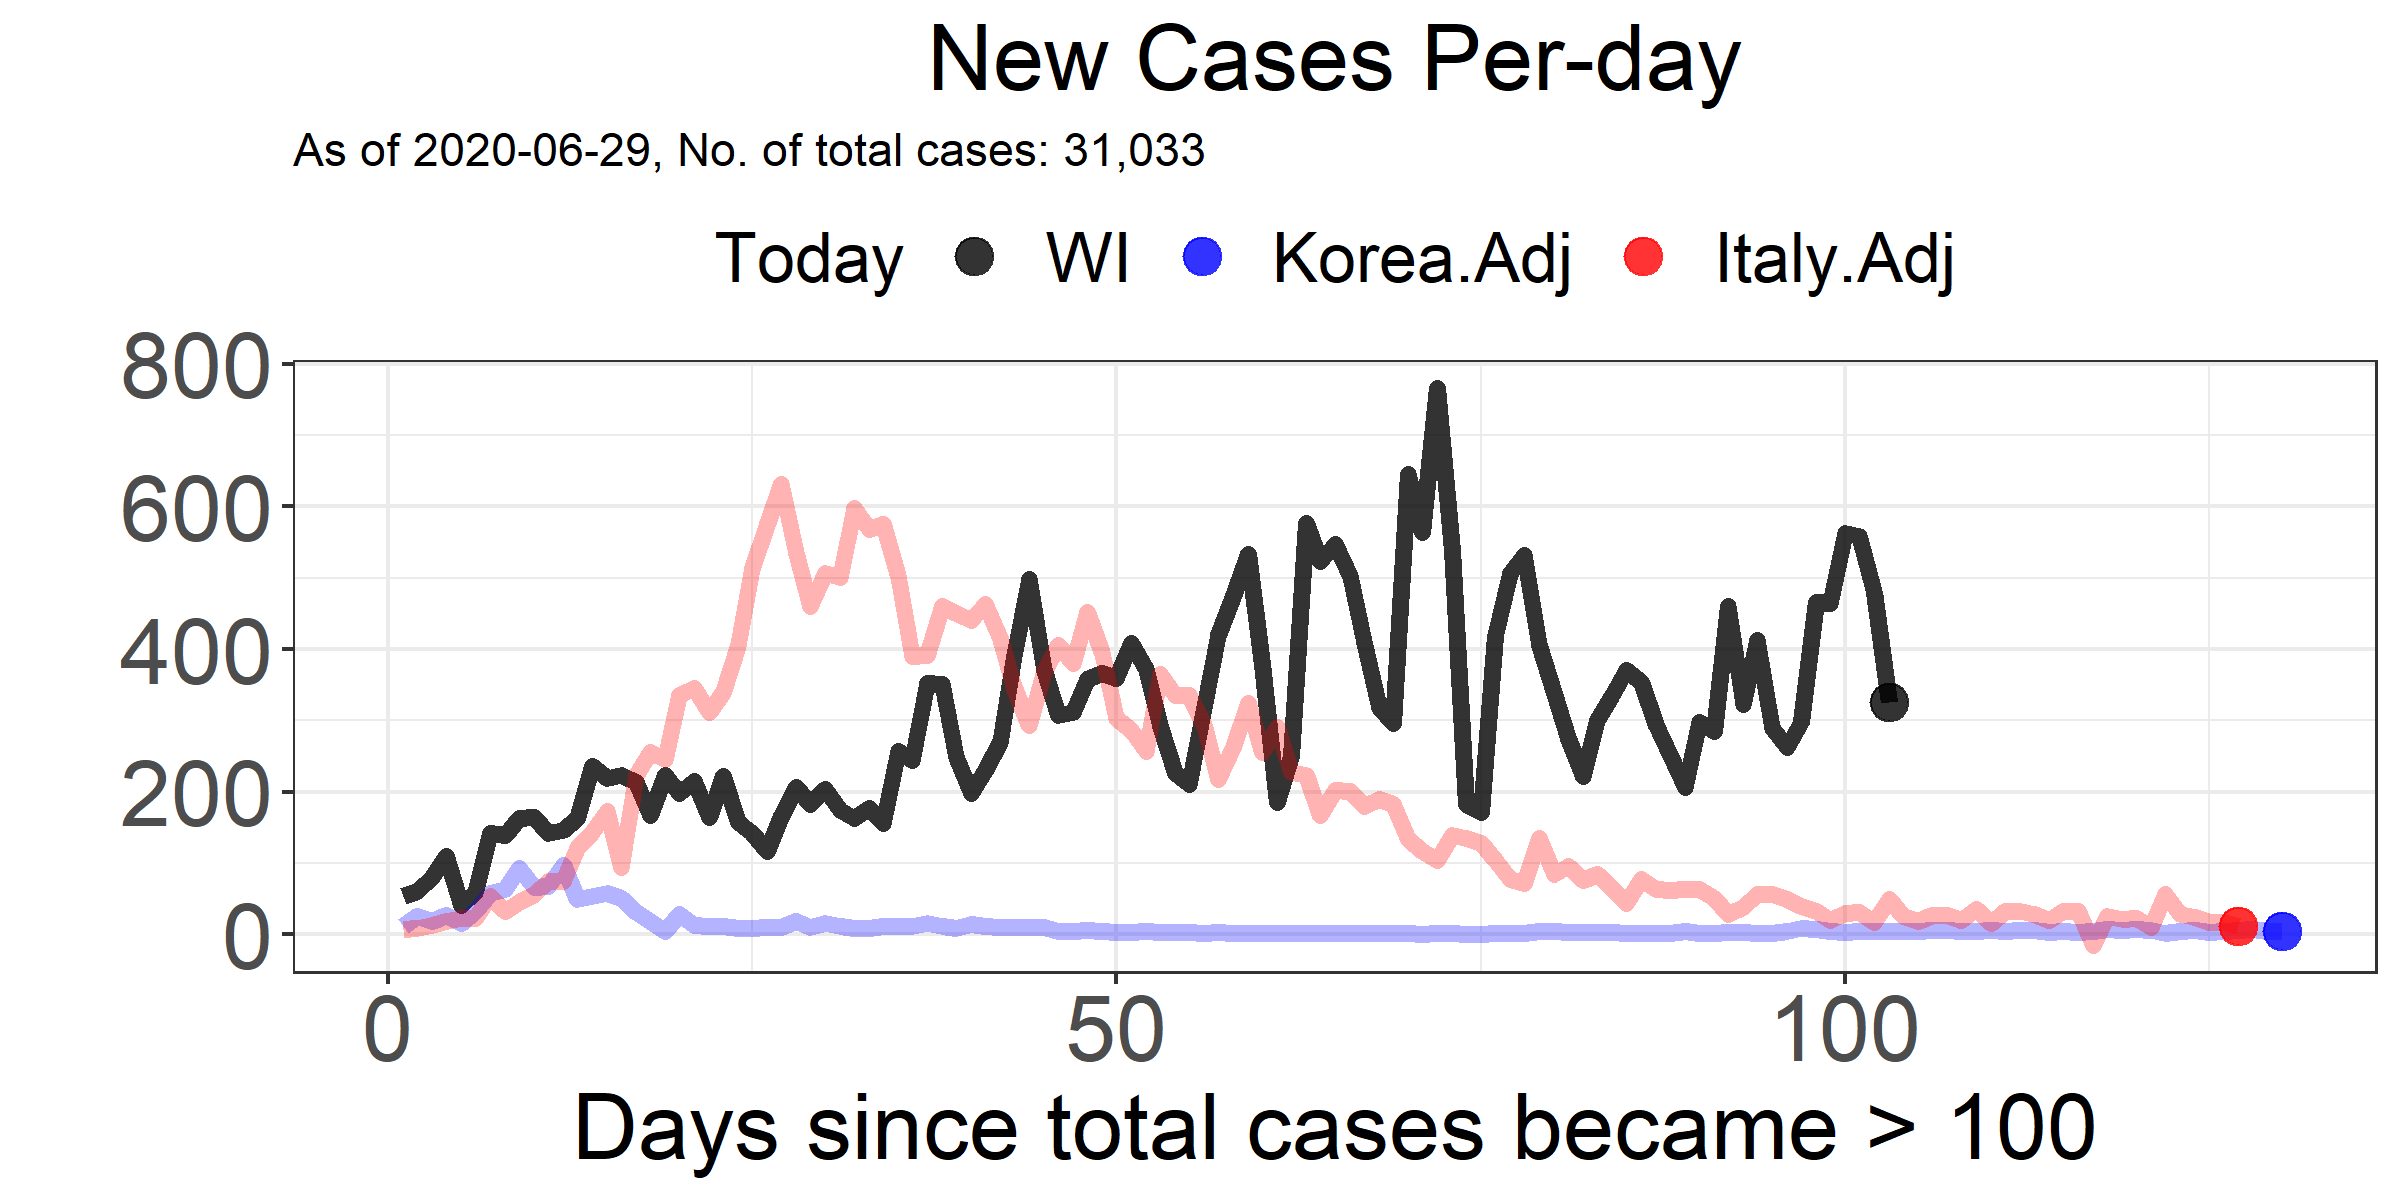 New Cases Per-day
As of 2020-06-29, No. of total cases: 31,033
Today WI Korea.Adj Italy.Adj
800
600
400
200
0
0 50 100
Days since total cases became > 100